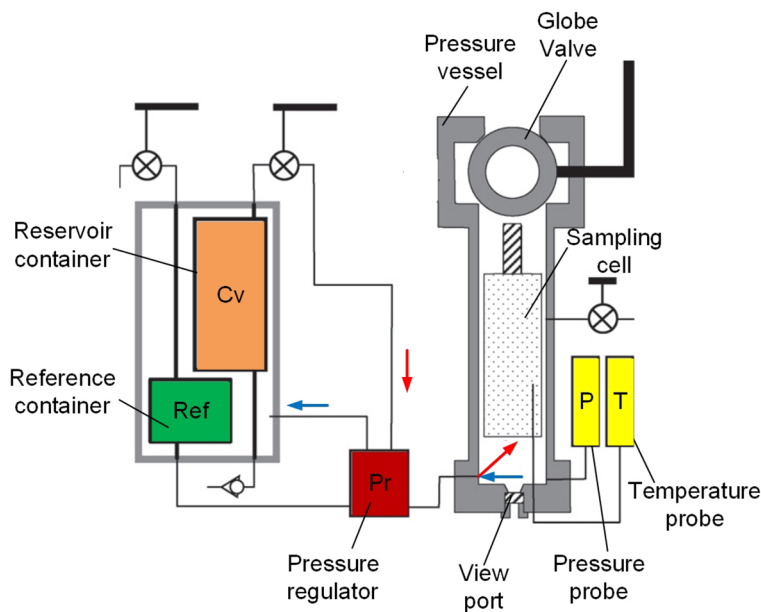 Globe
Valve
Pressure
vessel
Sampling
cell
Reservoir
container
Cv
Reference
container
Ref
P
T
Pr
Temperature
probe
Pressure
regulator
View
port
Pressure
probe